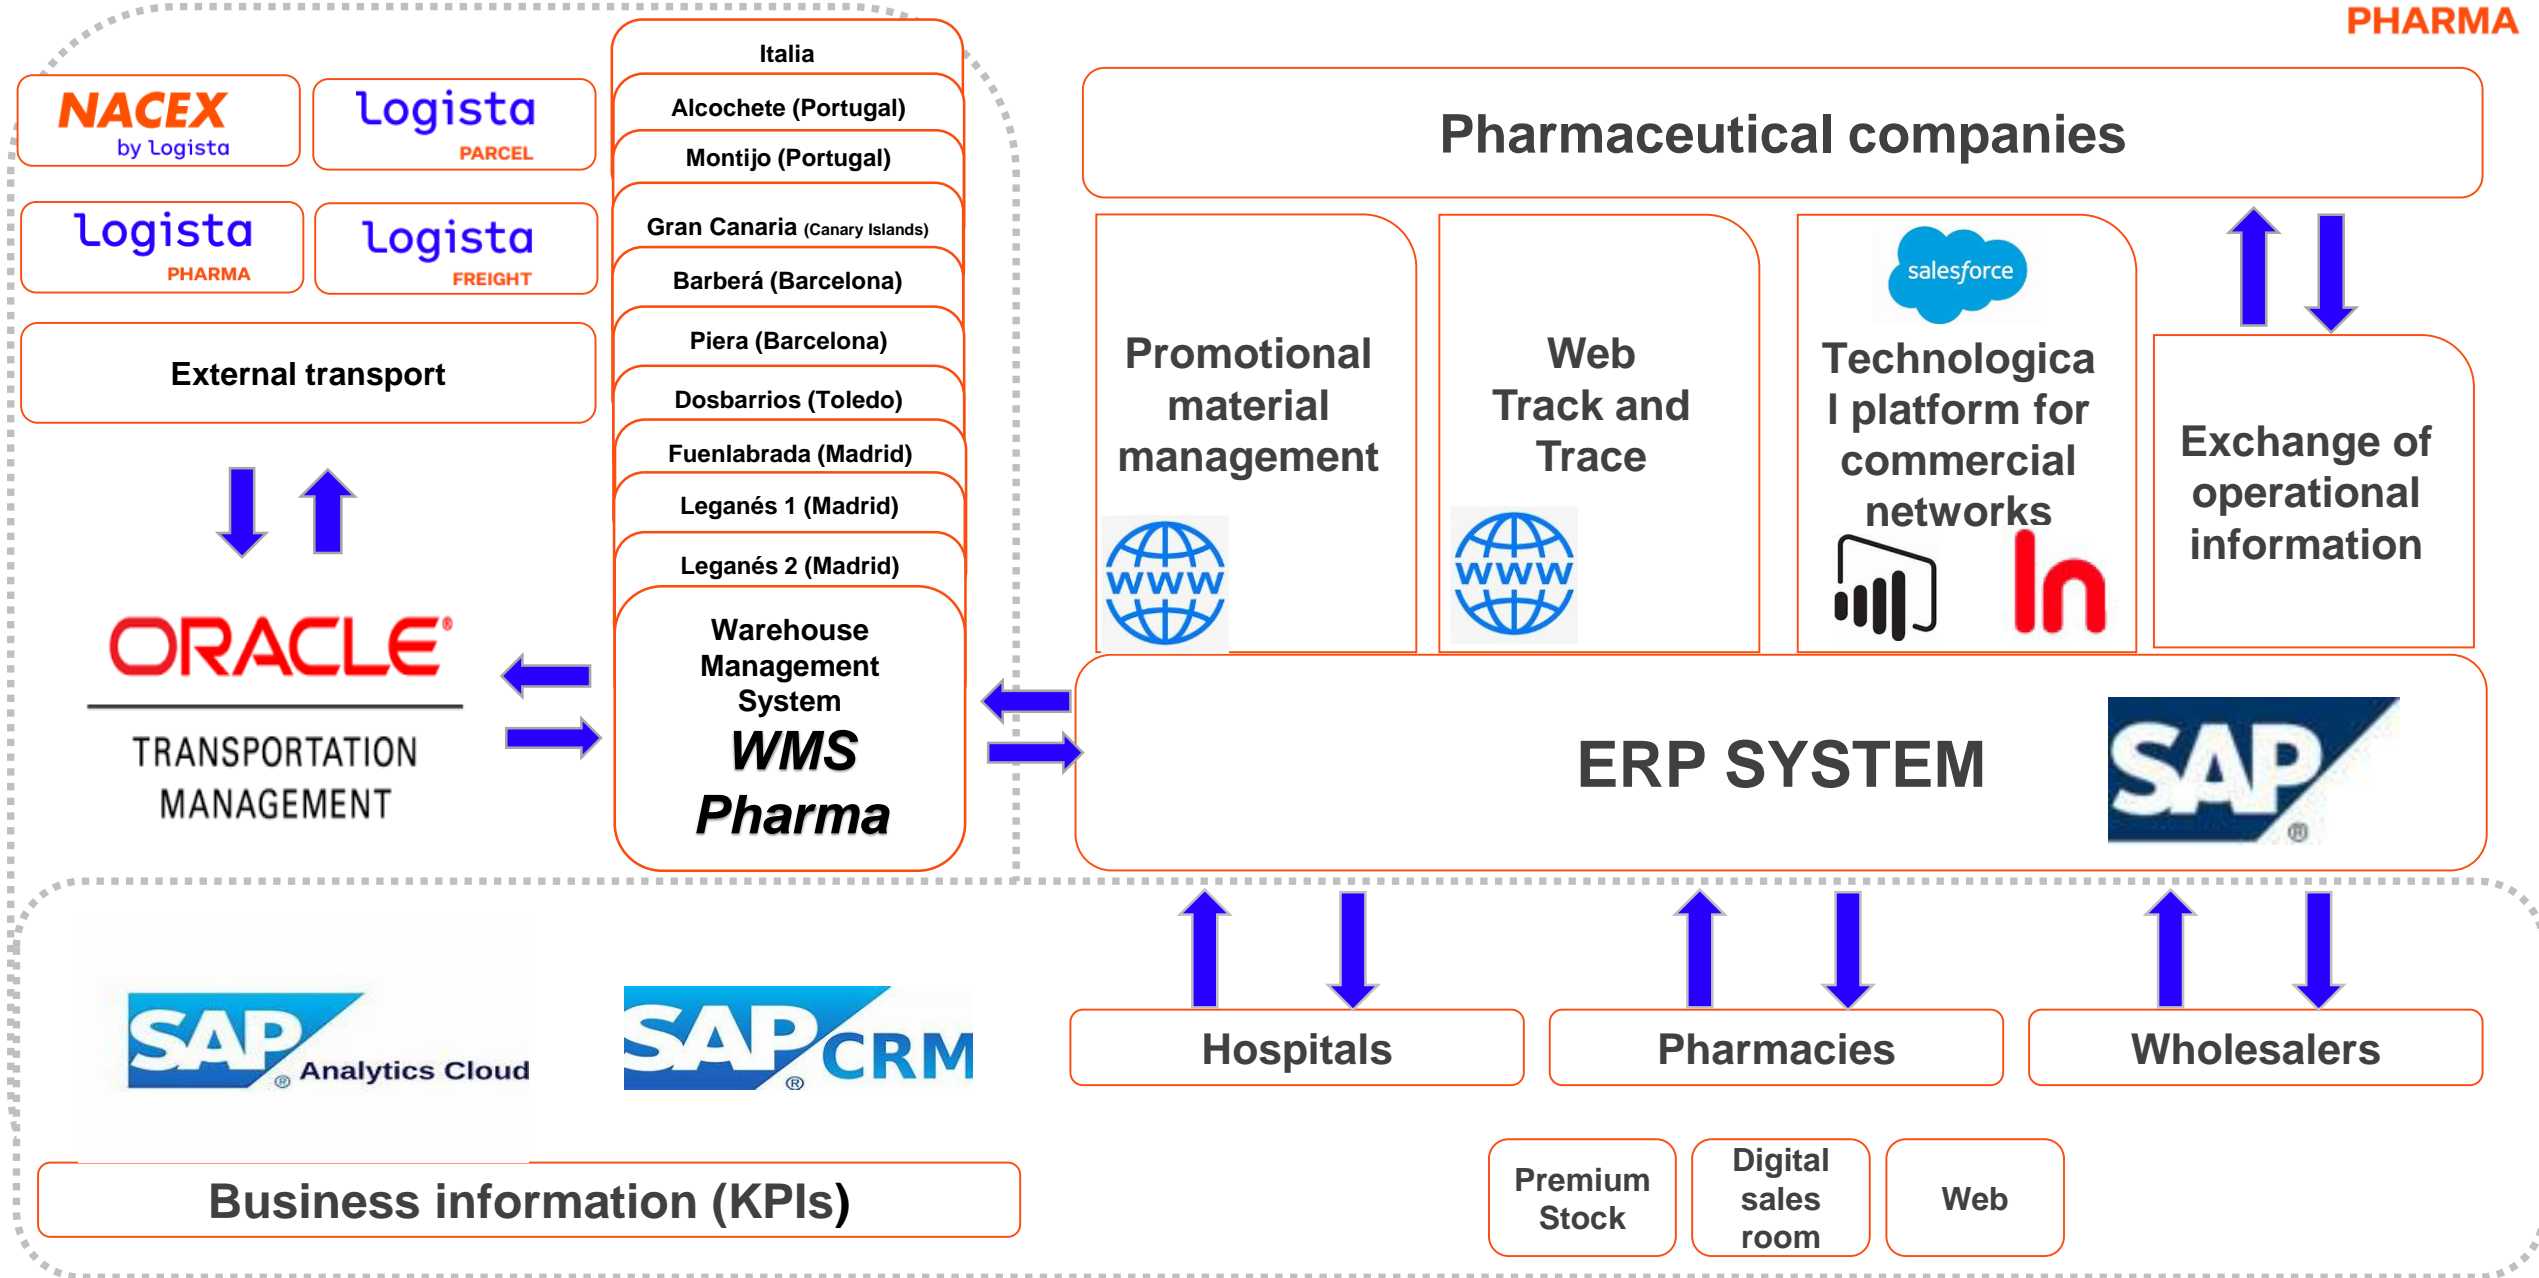 PHARMA
NACEX
by Logista
Logista
PARCEL
Logista
PHARMA
Logista
FREIGHT
External transport
ORACLE®
TRANSPORTATION
MANAGEMENT
Italia
Alcochete (Portugal)
Montijo (Portugal)
Gran Canaria (Canary Islands)
Barberá (Barcelona)
Piera (Barcelona)
Dosbarrios (Toledo)
Fuenlabrada (Madrid)
Leganés 1 (Madrid)
Leganés 2 (Madrid)
Warehouse
Management
System
WMS
Pharma
Pharmaceutical companies
Promotional
material
management
www
Web
Track and
Trace
www
salesforce
Technologica
l platform for
commercial
networks
In
Exchange of
operational
information
ERP SYSTEM
SAP®
SAP® Analytics Cloud
SAP® CRM
Business information (KPIs)
Hospitals
Pharmacies
Wholesalers
Premium
Stock
Digital
sales
room
Web